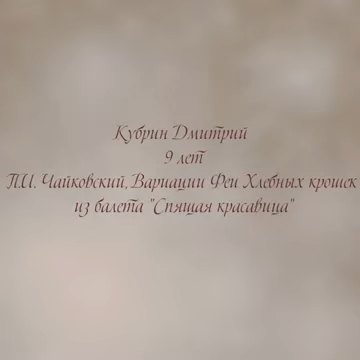 Кубрин Дмитрий
9 лет
П.И. Чайковский, Вариации Феи Хлебных крошек
из балета "Спящая красавица"